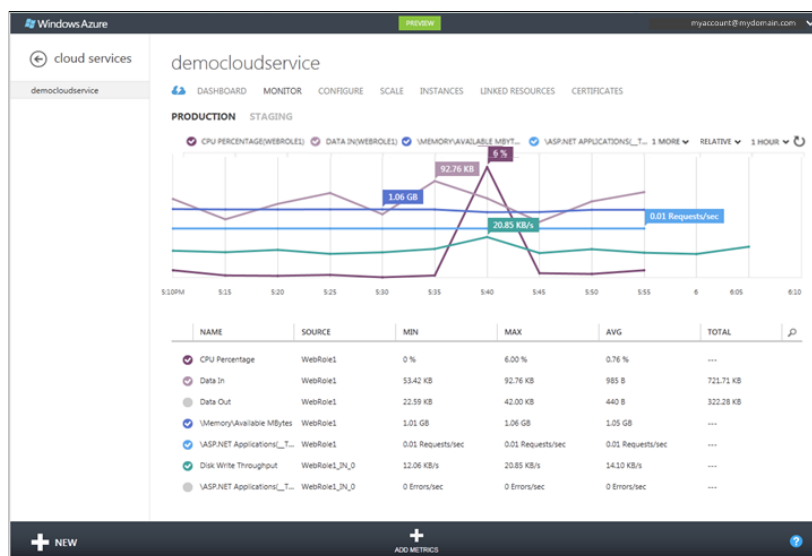 Windows Azure PREVIEW myaccount@mydomain.com
cloud services
democloudservice
democloudservice
DASHBOARD MONITOR CONFIGURE SCALE INSTANCES LINKED RESOURCES CERTIFICATES
PRODUCTION STAGING
CPU PERCENTAGE(WEBROLE1) DATA IN(WEBROLE1) \MEMORY\AVAILABLE MBYT... \ASP.NET APPLICATIONS(__T... 1 MORE RELATIVE 1 HOUR
6 %
92.76 KB
1.06 GB
0.01 Requests/sec
20.85 KB/s
5:10PM 5:15 5:20 5:25 5:30 5:35 5:40 5:45 5:50 5:55 6 6:05 6:10
NAME SOURCE MIN MAX AVG TOTAL
CPU Percentage WebRole1 0 % 6.00 % 0.76 % ---
Data In WebRole1 53.42 KB 92.76 KB 985 B 721.71 KB
Data Out WebRole1 22.59 KB 42.00 KB 440 B 322.28 KB
\Memory\Available MBytes WebRole1 1.01 GB 1.06 GB 1.05 GB ---
\ASP.NET Applications(__T... WebRole1 0.01 Requests/sec 0.01 Requests/sec 0.01 Requests/sec ---
Disk Write Throughput WebRole1_IN_0 12.06 KB/s 20.85 KB/s 14.10 KB/s ---
\ASP.NET Applications(__T... WebRole1_IN_0 0 Errors/sec 0 Errors/sec 0 Errors/sec ---
NEW ADD METRICS ?